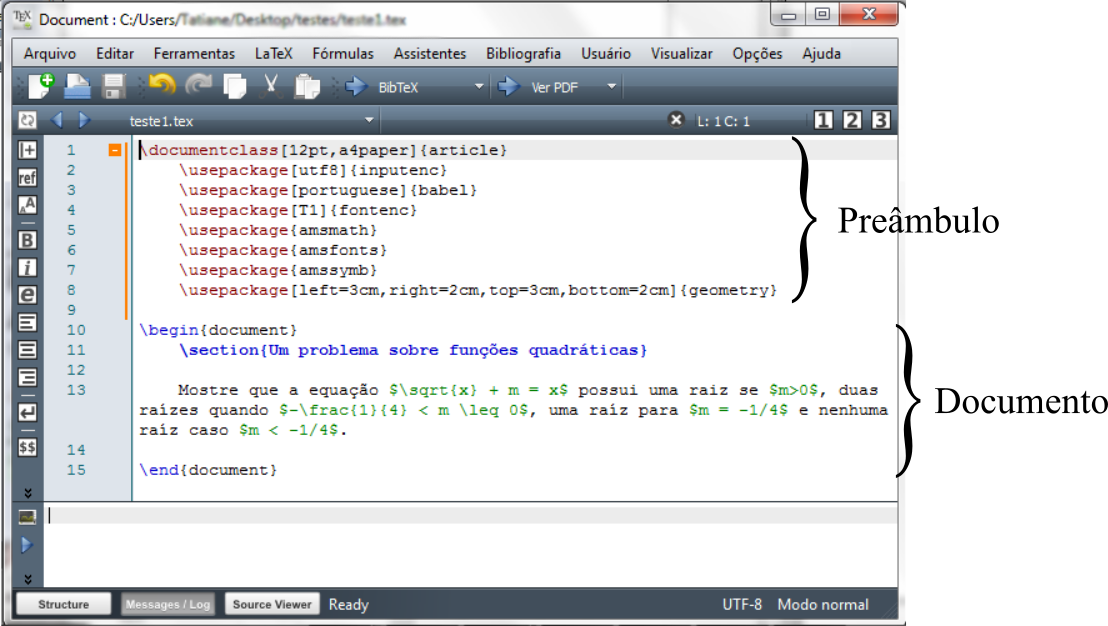 TEX Document : C:/Users/Tatiane/Desktop/testes/teste1.tex
Arquivo Editar Ferramentas LaTeX Fórmulas Assistentes Bibliografia Usuário Visualizar Opções Ajuda
BibTeX Ver PDF
teste1.tex L: 1 C: 1 1 2 3
1 \documentclass[12pt,a4paper]{article}
ref 2 \usepackage[utf8]{inputenc}
3 \usepackage[portuguese]{babel}
AA 4 \usepackage[T1]{fontenc}
B 5 \usepackage{amsmath}
6 \usepackage{amsfonts}
i 7 \usepackage{amssymb}
e 8 \usepackage[left=3cm,right=2cm,top=3cm,bottom=2cm]{geometry}
Preâmbulo
9
10 \begin{document}
11 \section{Um problema sobre funções quadráticas}
12
13 Mostre que a equação $\sqrt{x} + m = x$ possui uma raiz se $m>0$, duas
raízes quando $-\frac{1}{4} < m \leq 0$, uma raíz para $m = -1/4$ e nenhuma
raíz caso $m < -1/4$.
$$ 14
15 \end{document}
Documento
Structure Messages / Log Source Viewer Ready UTF-8 Modo normal